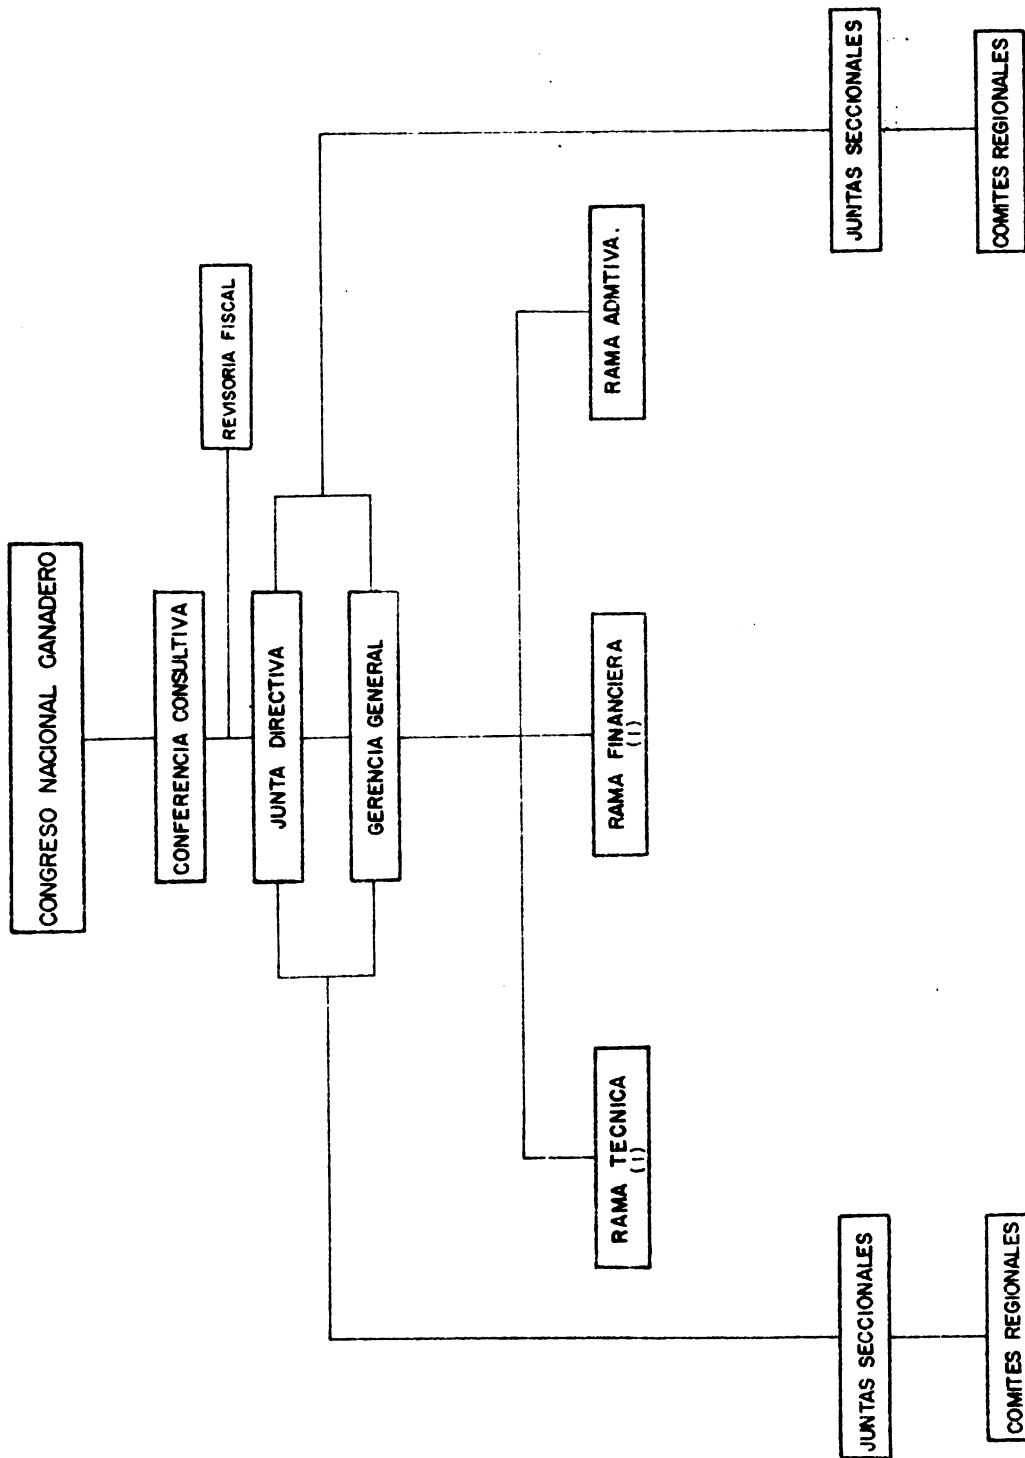 CONGRESO NACIONAL GANADERO
CONFERENCIA CONSULTIVA
REVISORIA FISCAL
JUNTA DIRECTIVA
GERENCIA GENERAL
RAMA TECNICA
(1)
RAMA FINANCIERA
(1)
RAMA ADMTIVA.
JUNTAS SECCIONALES
JUNTAS SECCIONALES
COMITES REGIONALES
COMITES REGIONALES